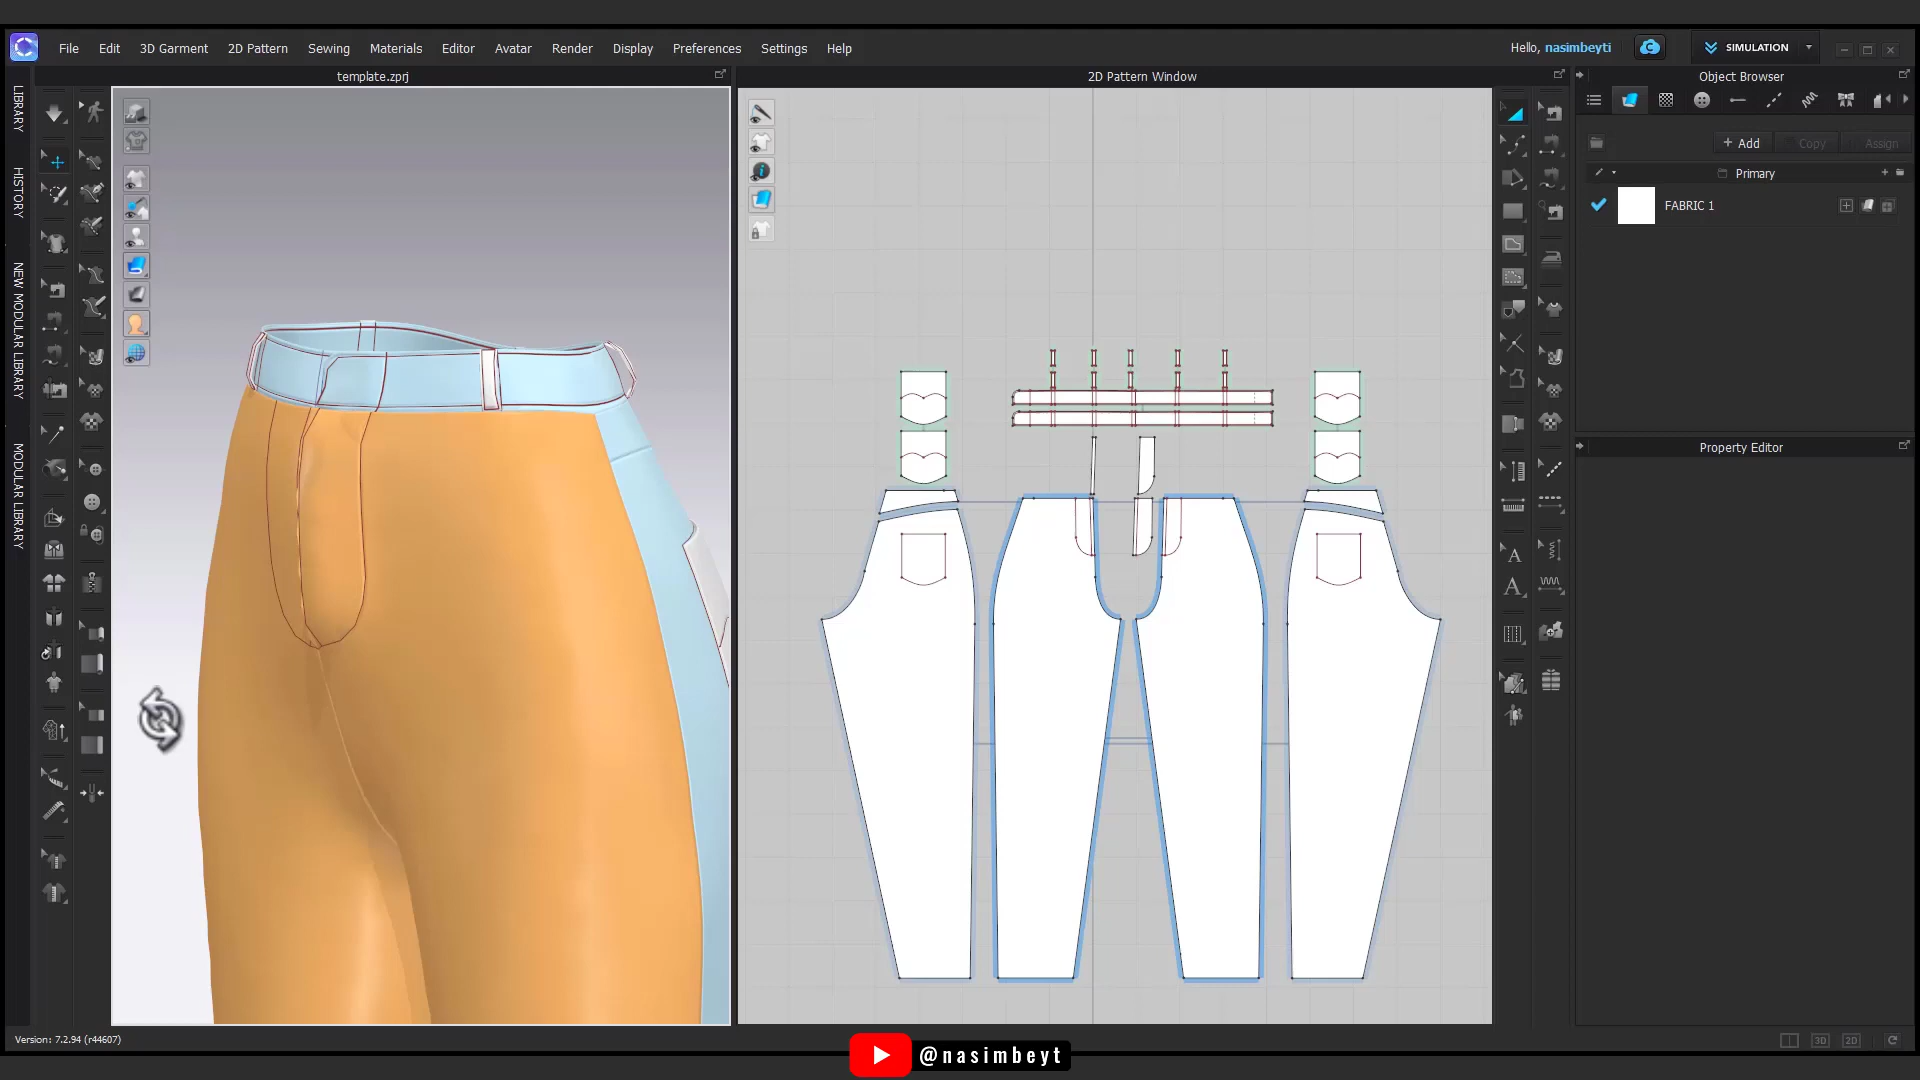 File Edit 3D Garment 2D Pattern Sewing Materials Editor Avatar Render Display Preferences Settings Help
Hello, nasimbeyti
SIMULATION
template.zprj
2D Pattern Window
Object Browser
LIBRARY
HISTORY
NEW MODULAR LIBRARY
MODULAR LIBRARY
+ Add
Copy
Assign
Primary
FABRIC 1
Property Editor
A
A
Version: 7.2.94 (r44607)
3D
2D
@nasimbeyt